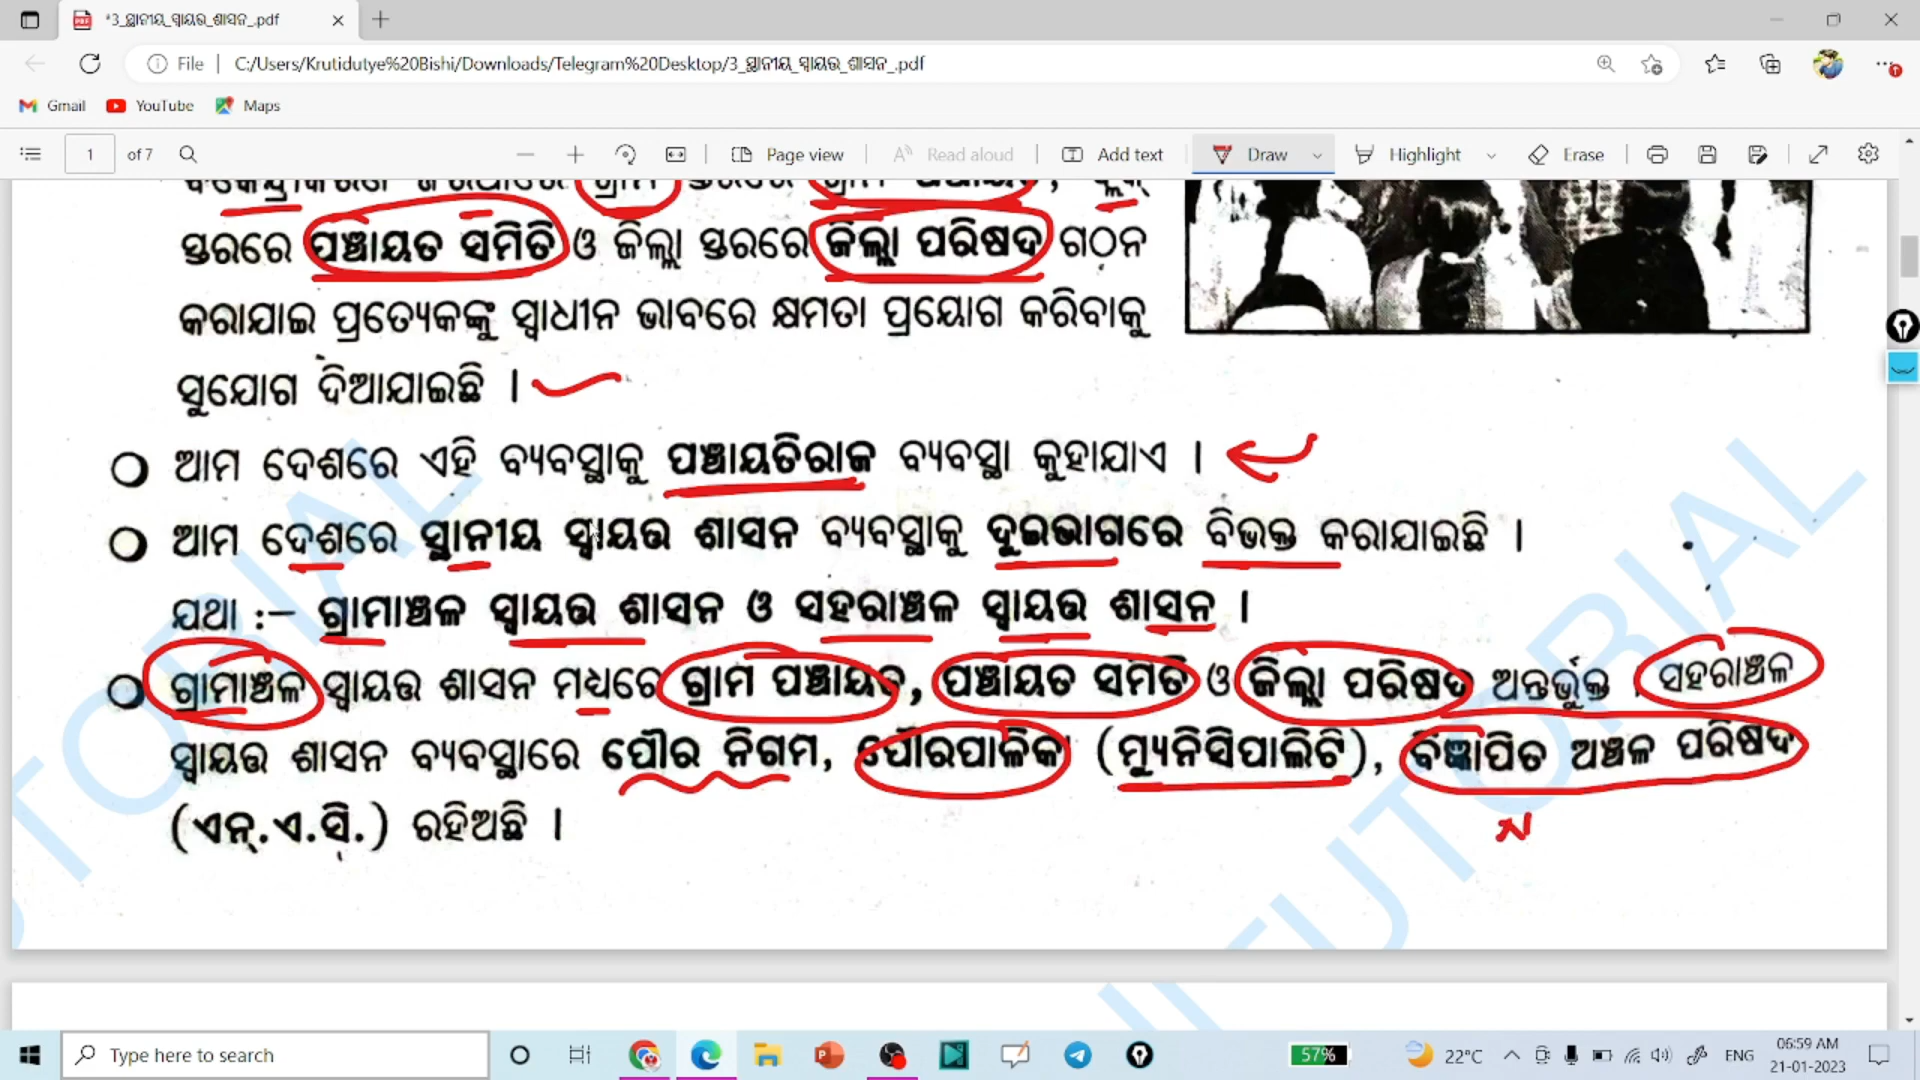 *3_ସ୍ଥାନୀୟ_ସ୍ୱାୟତ୍ତ_ଶାସନ_.pdf
File | C:/Users/Krutidutye%20Bishi/Downloads/Telegram%20Desktop/3_ସ୍ଥାନୀୟ_ସ୍ୱାୟତ୍ତ_ଶାସନ_.pdf
Gmail YouTube Maps
1 of 7 Page view Read aloud Add text Draw Highlight Erase
ସ୍ତରରେ ପଞ୍ଚାୟତ ସମିତି ଓ ଜିଲ୍ଲା ସ୍ତରରେ ଜିଲ୍ଲା ପରିଷଦ ଗଠନ
କରାଯାଇ ପ୍ରତ୍ୟେକଙ୍କୁ ସ୍ୱାଧୀନ ଭାବରେ କ୍ଷମତା ପ୍ରୟୋଗ କରିବାକୁ
ସୁଯୋଗ ଦିଆଯାଇଛି ।
ଆମ ଦେଶରେ ଏହି ବ୍ୟବସ୍ଥାକୁ ପଞ୍ଚାୟତିରାଜ ବ୍ୟବସ୍ଥା କୁହାଯାଏ ।
ଆମ ଦେଶରେ ସ୍ଥାନୀୟ ସ୍ୱାୟତ୍ତ ଶାସନ ବ୍ୟବସ୍ଥାକୁ ଦୁଇଭାଗରେ ବିଭକ୍ତ କରାଯାଇଛି ।
ଯଥା :– ଗ୍ରାମାଞ୍ଚଳ ସ୍ୱାୟତ୍ତ ଶାସନ ଓ ସହରାଞ୍ଚଳ ସ୍ୱାୟତ୍ତ ଶାସନ ।
ଗ୍ରାମାଞ୍ଚଳ ସ୍ୱାୟତ୍ତ ଶାସନ ମଧ୍ୟରେ ଗ୍ରାମ ପଞ୍ଚାୟତ, ପଞ୍ଚାୟତ ସମିତି ଓ ଜିଲ୍ଲା ପରିଷଦ ଅନ୍ତର୍ଭୁକ୍ତ । ସହରାଞ୍ଚଳ
ସ୍ୱାୟତ୍ତ ଶାସନ ବ୍ୟବସ୍ଥାରେ ପୌର ନିଗମ, ପୌରପାଳିକା (ମ୍ୟୁନିସିପାଲିଟି), ବିଜ୍ଞାପିତ ଅଞ୍ଚଳ ପରିଷଦ
(ଏନ୍.ଏ.ସି.) ରହିଅଛି ।
TUTORIAL
Type here to search 57% 22°C ENG 06:59 AM
21-01-2023